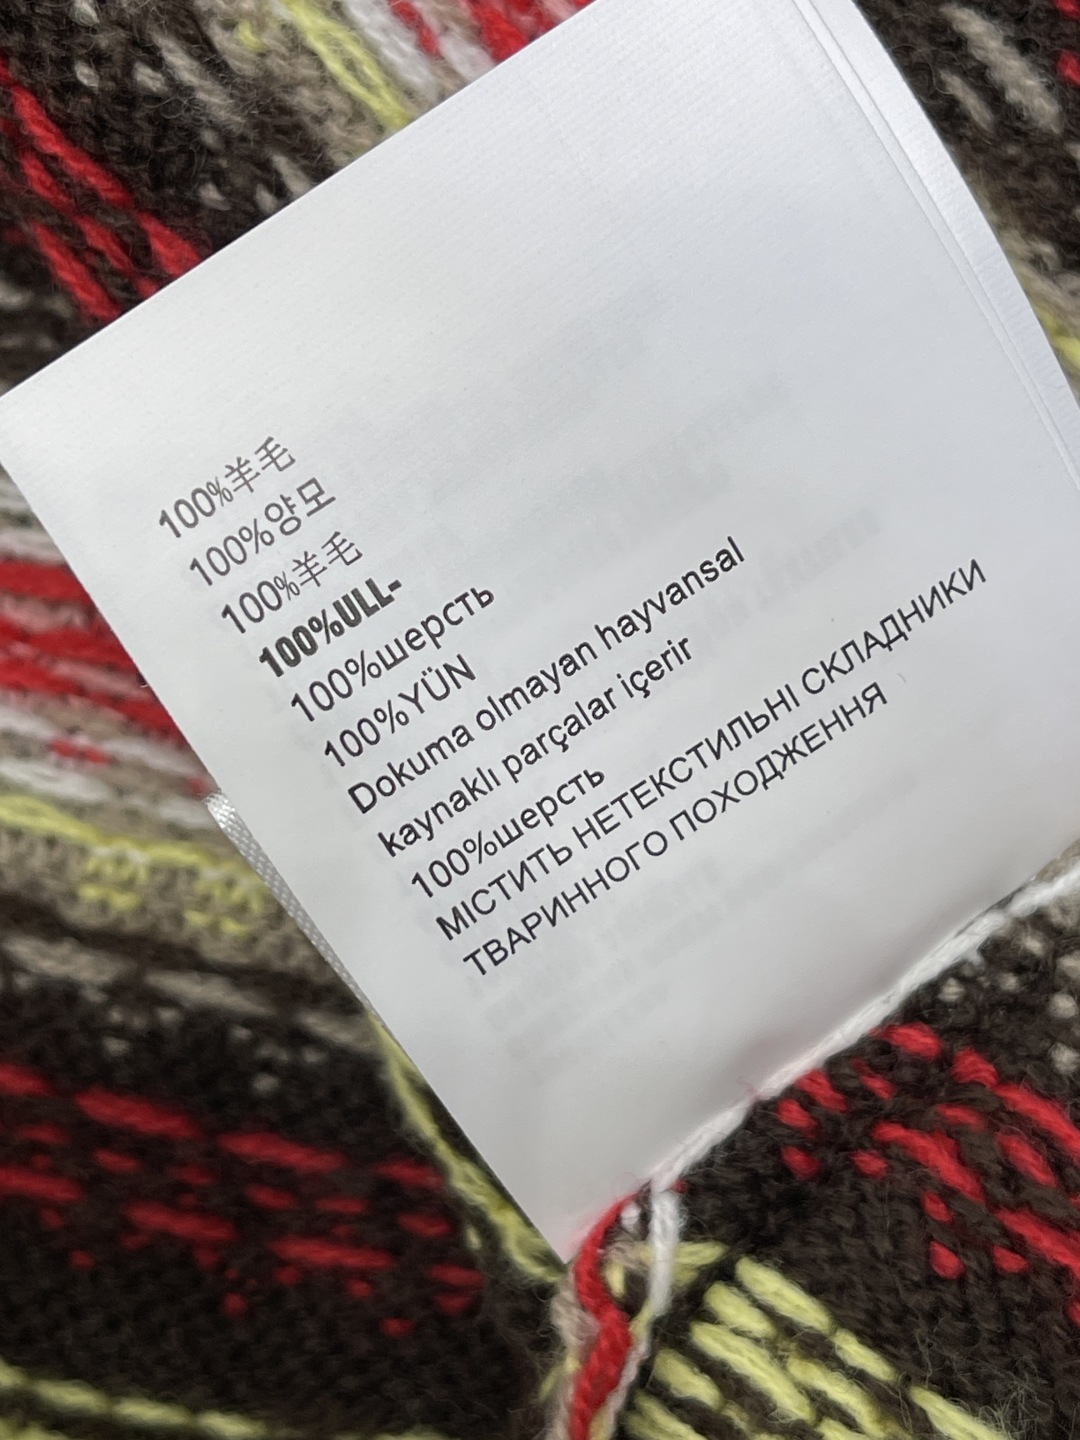 100%羊毛
100%양모
100%羊毛
100%ULL-
100%шерсть
100%YÜN
Dokuma olmayan hayvansal
kaynaklı parçalar içerir
100%шерсть
МІСТИТЬ НЕТЕКСТИЛЬНІ СКЛАДНИКИ
ТВАРИННОГО ПОХОДЖЕННЯ